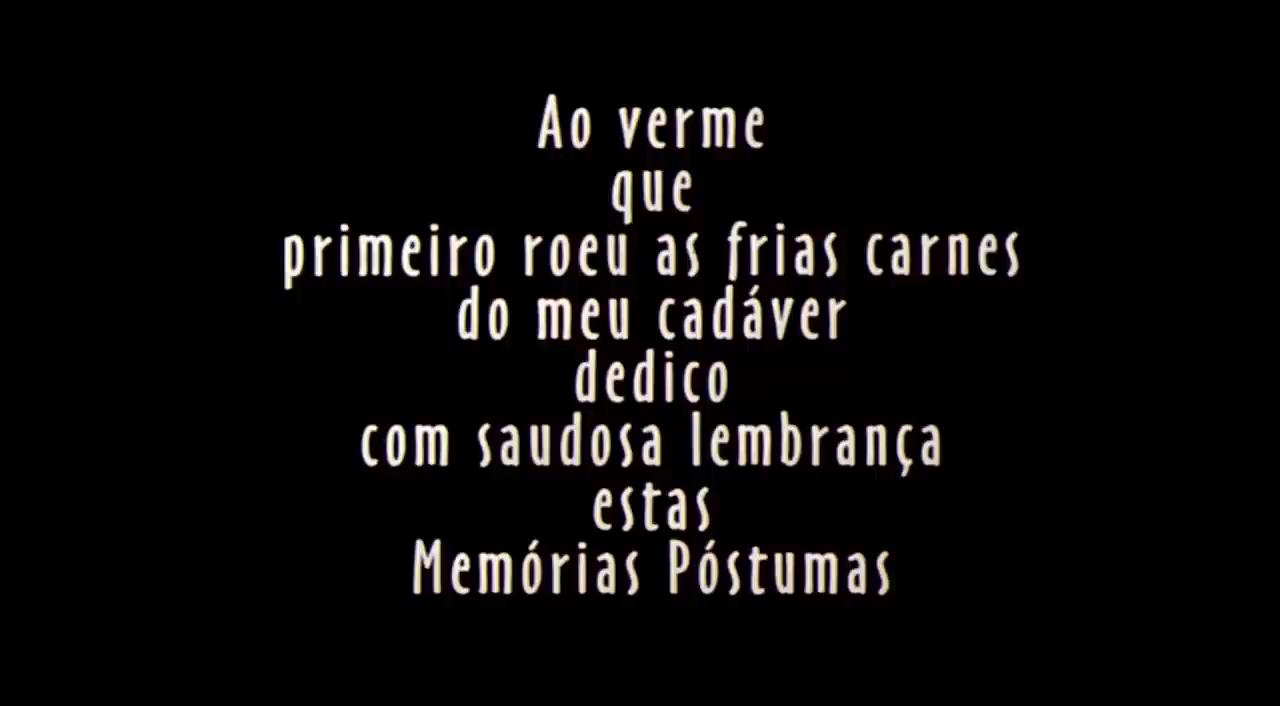 Ao verme
que
primeiro roeu as frias carnes
do meu cadáver
dedico
com saudosa lembrança
estas
Memórias Póstumas